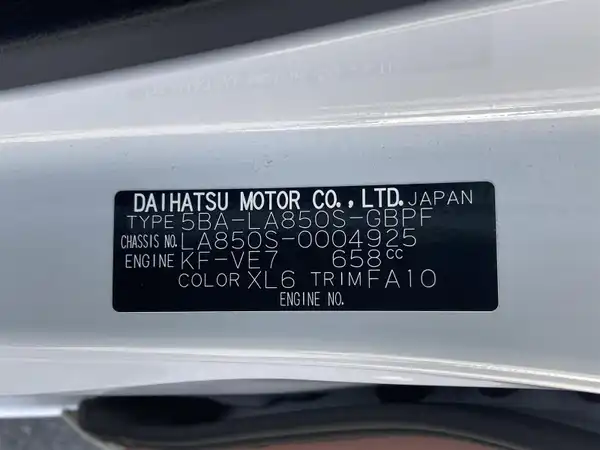 DAIHATSU MOTOR CO.,LTD. JAPAN
TYPE 5BA-LA850S-GBPF
CHASSIS NO. LA850S-0004925
ENGINE KF-VE7 658cc
COLOR XL6 TRIM FA10
ENGINE NO.